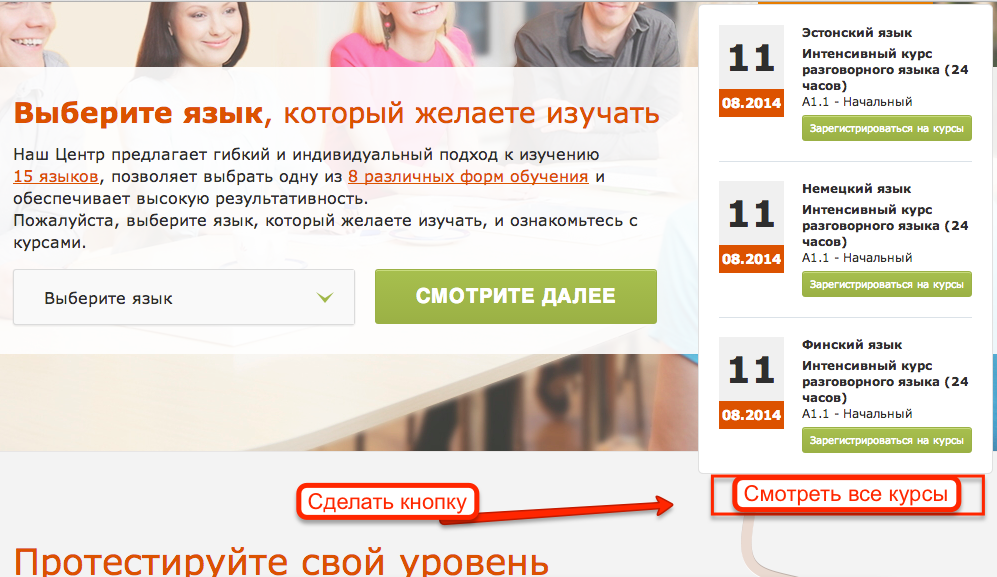 Выберите язык, который желаете изучать
Наш Центр предлагает гибкий и индивидуальный подход к изучению
15 языков, позволяет выбрать одну из 8 различных форм обучения и
обеспечивает высокую результативность.
Пожалуйста, выберите язык, который желаете изучать, и ознакомьтесь с
курсами.
Выберите язык
СМОТРИТЕ ДАЛЕЕ
11
08.2014
Эстонский язык
Интенсивный курс
разговорного языка (24
часов)
A1.1 - Начальный
Зарегистрироваться на курсы
11
08.2014
Немецкий язык
Интенсивный курс
разговорного языка (24
часов)
A1.1 - Начальный
Зарегистрироваться на курсы
11
08.2014
Финский язык
Интенсивный курс
разговорного языка (24
часов)
A1.1 - Начальный
Зарегистрироваться на курсы
Сделать кнопку
Смотреть все курсы
Протестируйте свой уровень